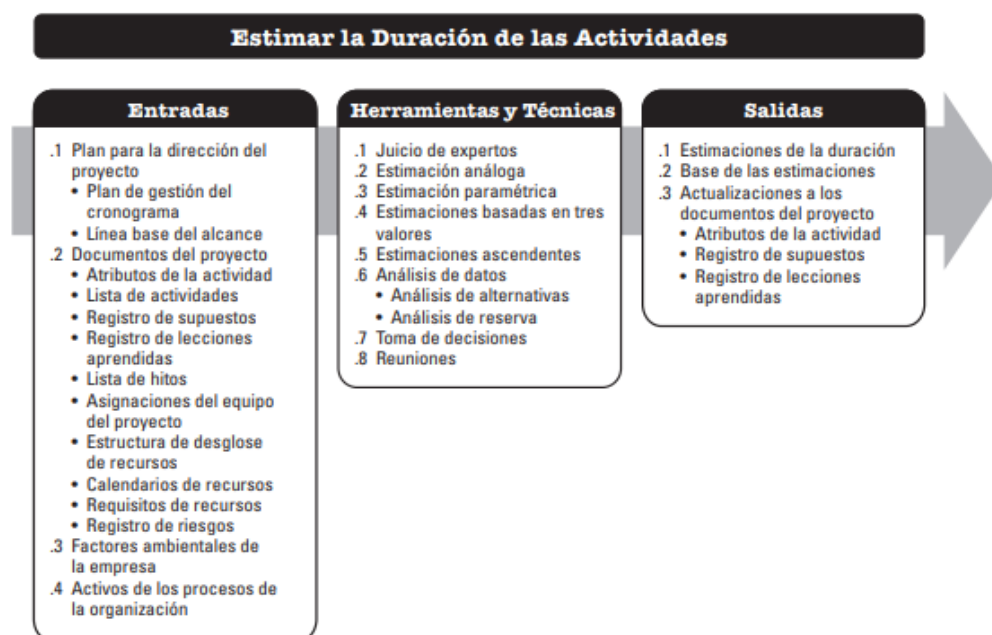 Estimar la Duración de las Actividades
Entradas
.1 Plan para la dirección del
proyecto
• Plan de gestión del
cronograma
• Línea base del alcance
.2 Documentos del proyecto
• Atributos de la actividad
• Lista de actividades
• Registro de supuestos
• Registro de lecciones
aprendidas
• Lista de hitos
• Asignaciones del equipo
del proyecto
• Estructura de desglose
de recursos
• Calendarios de recursos
• Requisitos de recursos
• Registro de riesgos
.3 Factores ambientales de
la empresa
.4 Activos de los procesos de
la organización
Herramientas y Técnicas
.1 Juicio de expertos
.2 Estimación análoga
.3 Estimación paramétrica
.4 Estimaciones basadas en tres
valores
.5 Estimaciones ascendentes
.6 Análisis de datos
• Análisis de alternativas
• Análisis de reserva
.7 Toma de decisiones
.8 Reuniones
Salidas
.1 Estimaciones de la duración
.2 Base de las estimaciones
.3 Actualizaciones a los
documentos del proyecto
• Atributos de la actividad
• Registro de supuestos
• Registro de lecciones
aprendidas